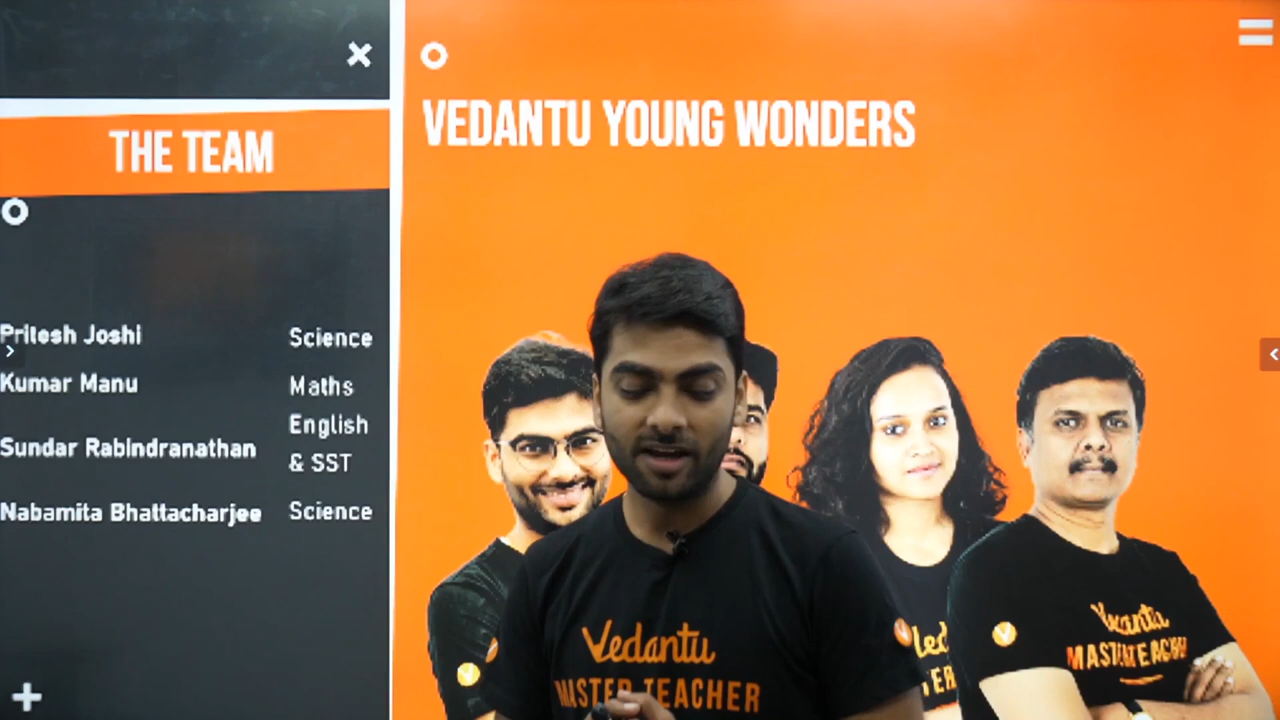 THE TEAM
Pritesh Joshi Science
Kumar Manu Maths
Sundar Rabindranathan English & SST
Nabamita Bhattacharjee Science
VEDANTU YOUNG WONDERS
Vedantu
MASTER TEACHER
Vedantu
MASTER TEACHER